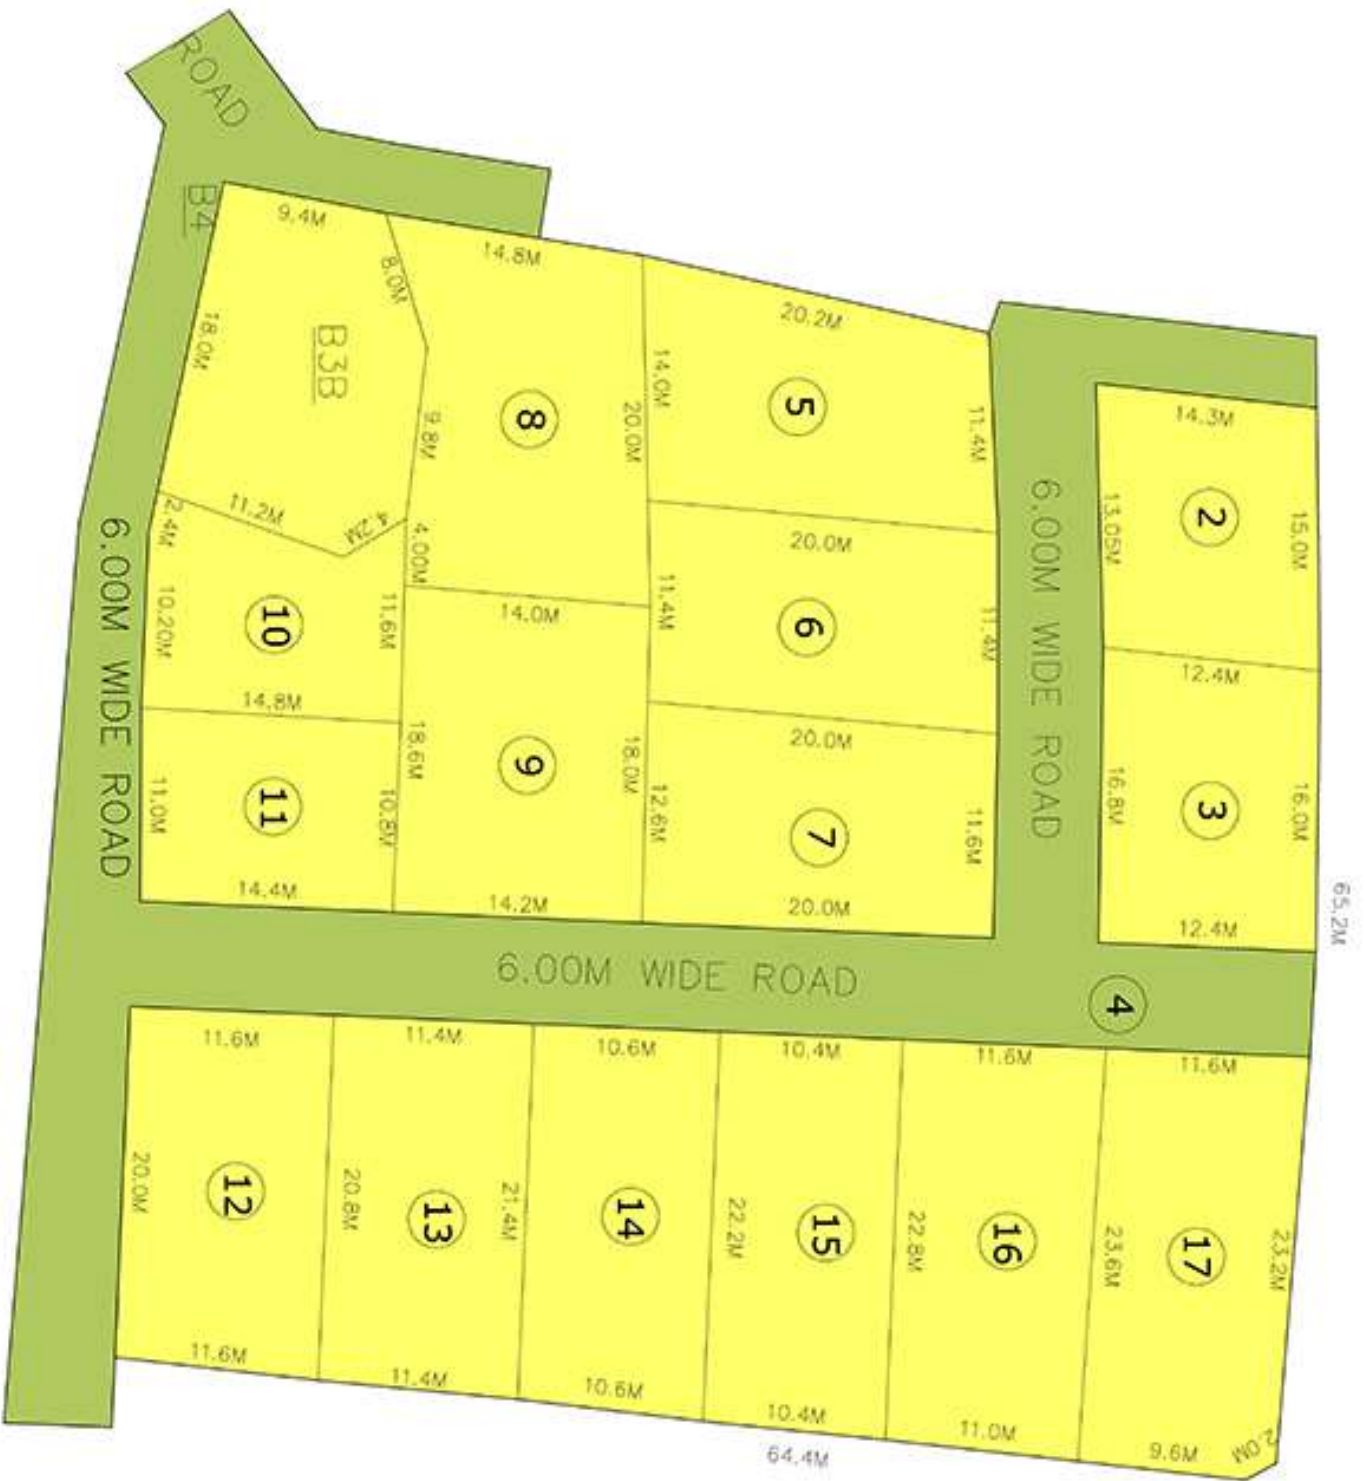 ROAD
B4
9.4M
8.0M
18.0M
B3B
9.8M
11.2M
4.2M
14.8M
8
20.0M
4.00M
20.2M
14.0M
5
11.4M
20.0M
11.4M
6
11.4M
20.0M
12.6M
7
11.6M
20.0M
6.00M WIDE ROAD
14.3M
15.0M
2
13.05M
12.4M
16.0M
3
16.8M
12.4M
65.2M
2.4M
10.20M
10
11.6M
14.8M
14.0M
18.6M
9
18.0M
14.2M
11.0M
11
10.8M
14.4M
6.00M WIDE ROAD
6.00M WIDE ROAD
4
11.6M
20.0M
12
11.6M
11.4M
20.8M
13
21.4M
11.4M
10.6M
14
10.6M
10.4M
22.2M
15
10.4M
11.6M
22.8M
16
11.0M
11.6M
23.6M
17
23.2M
9.6M
2.0M
64.4M